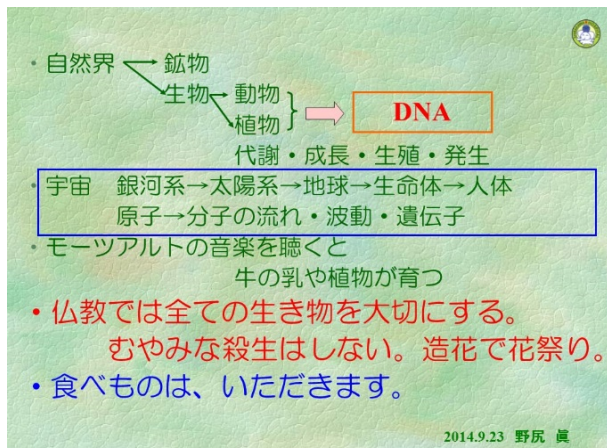 ・自然界 鉱物
生物 動物
植物
DNA
代謝・成長・生殖・発生
・宇宙 銀河系→太陽系→地球→生命体→人体
原子→分子の流れ・波動・遺伝子
・モーツアルトの音楽を聴くと
牛の乳や植物が育つ
・仏教では全ての生き物を大切にする。
むやみな殺生はしない。造花で花祭り。
・食べものは、いただきます。
2014.9.23 野尻 眞